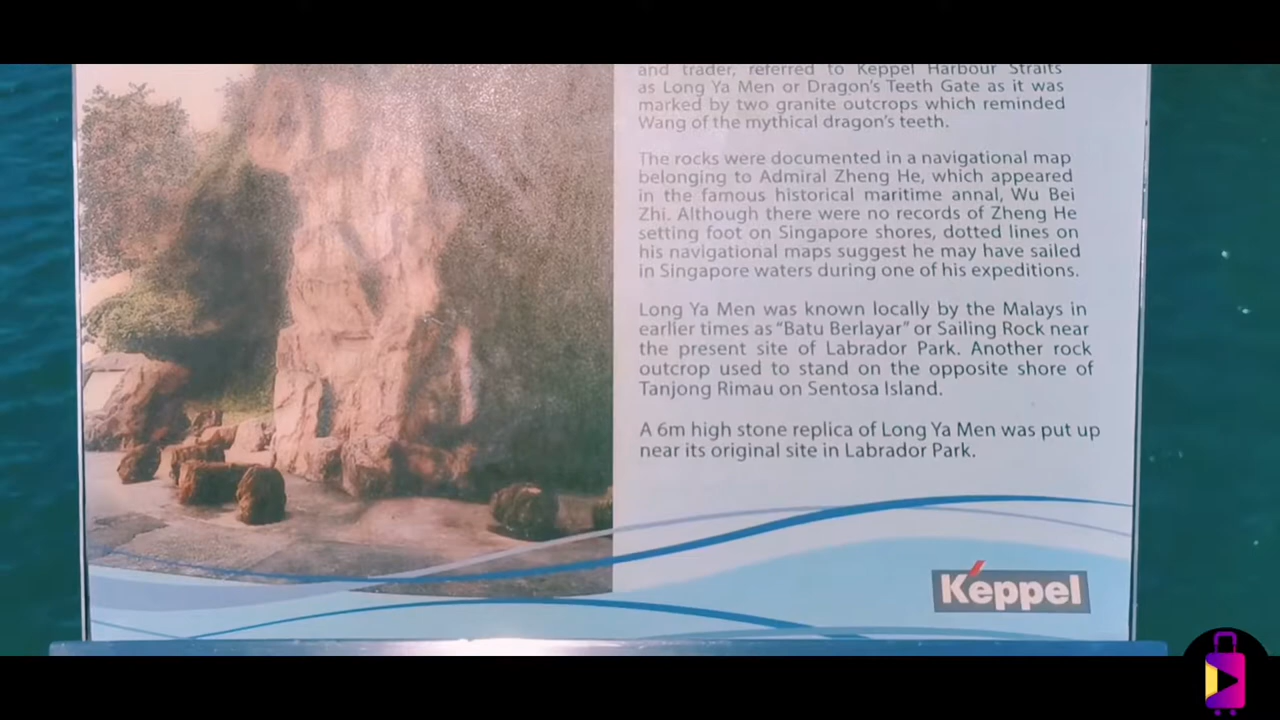 and trader, referred to Keppel Harbour Straits
as Long Ya Men or Dragon's Teeth Gate as it was
marked by two granite outcrops which reminded
Wang of the mythical dragon's teeth.
The rocks were documented in a navigational map
belonging to Admiral Zheng He, which appeared
in the famous historical maritime annal, Wu Bei
Zhi. Although there were no records of Zheng He
setting foot on Singapore shores, dotted lines on
his navigational maps suggest he may have sailed
in Singapore waters during one of his expeditions.
Long Ya Men was known locally by the Malays in
earlier times as "Batu Berlayar" or Sailing Rock near
the present site of Labrador Park. Another rock
outcrop used to stand on the opposite shore of
Tanjong Rimau on Sentosa Island.
A 6m high stone replica of Long Ya Men was put up
near its original site in Labrador Park.
Keppel